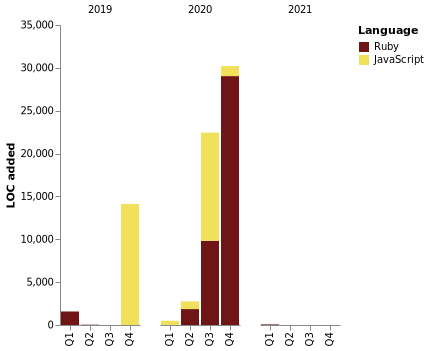 2019 2020 2021
Language
Ruby
JavaScript
LOC added
35,000
30,000
25,000
20,000
15,000
10,000
5,000
0
Q1 Q2 Q3 Q4 Q1 Q2 Q3 Q4 Q1 Q2 Q3 Q4